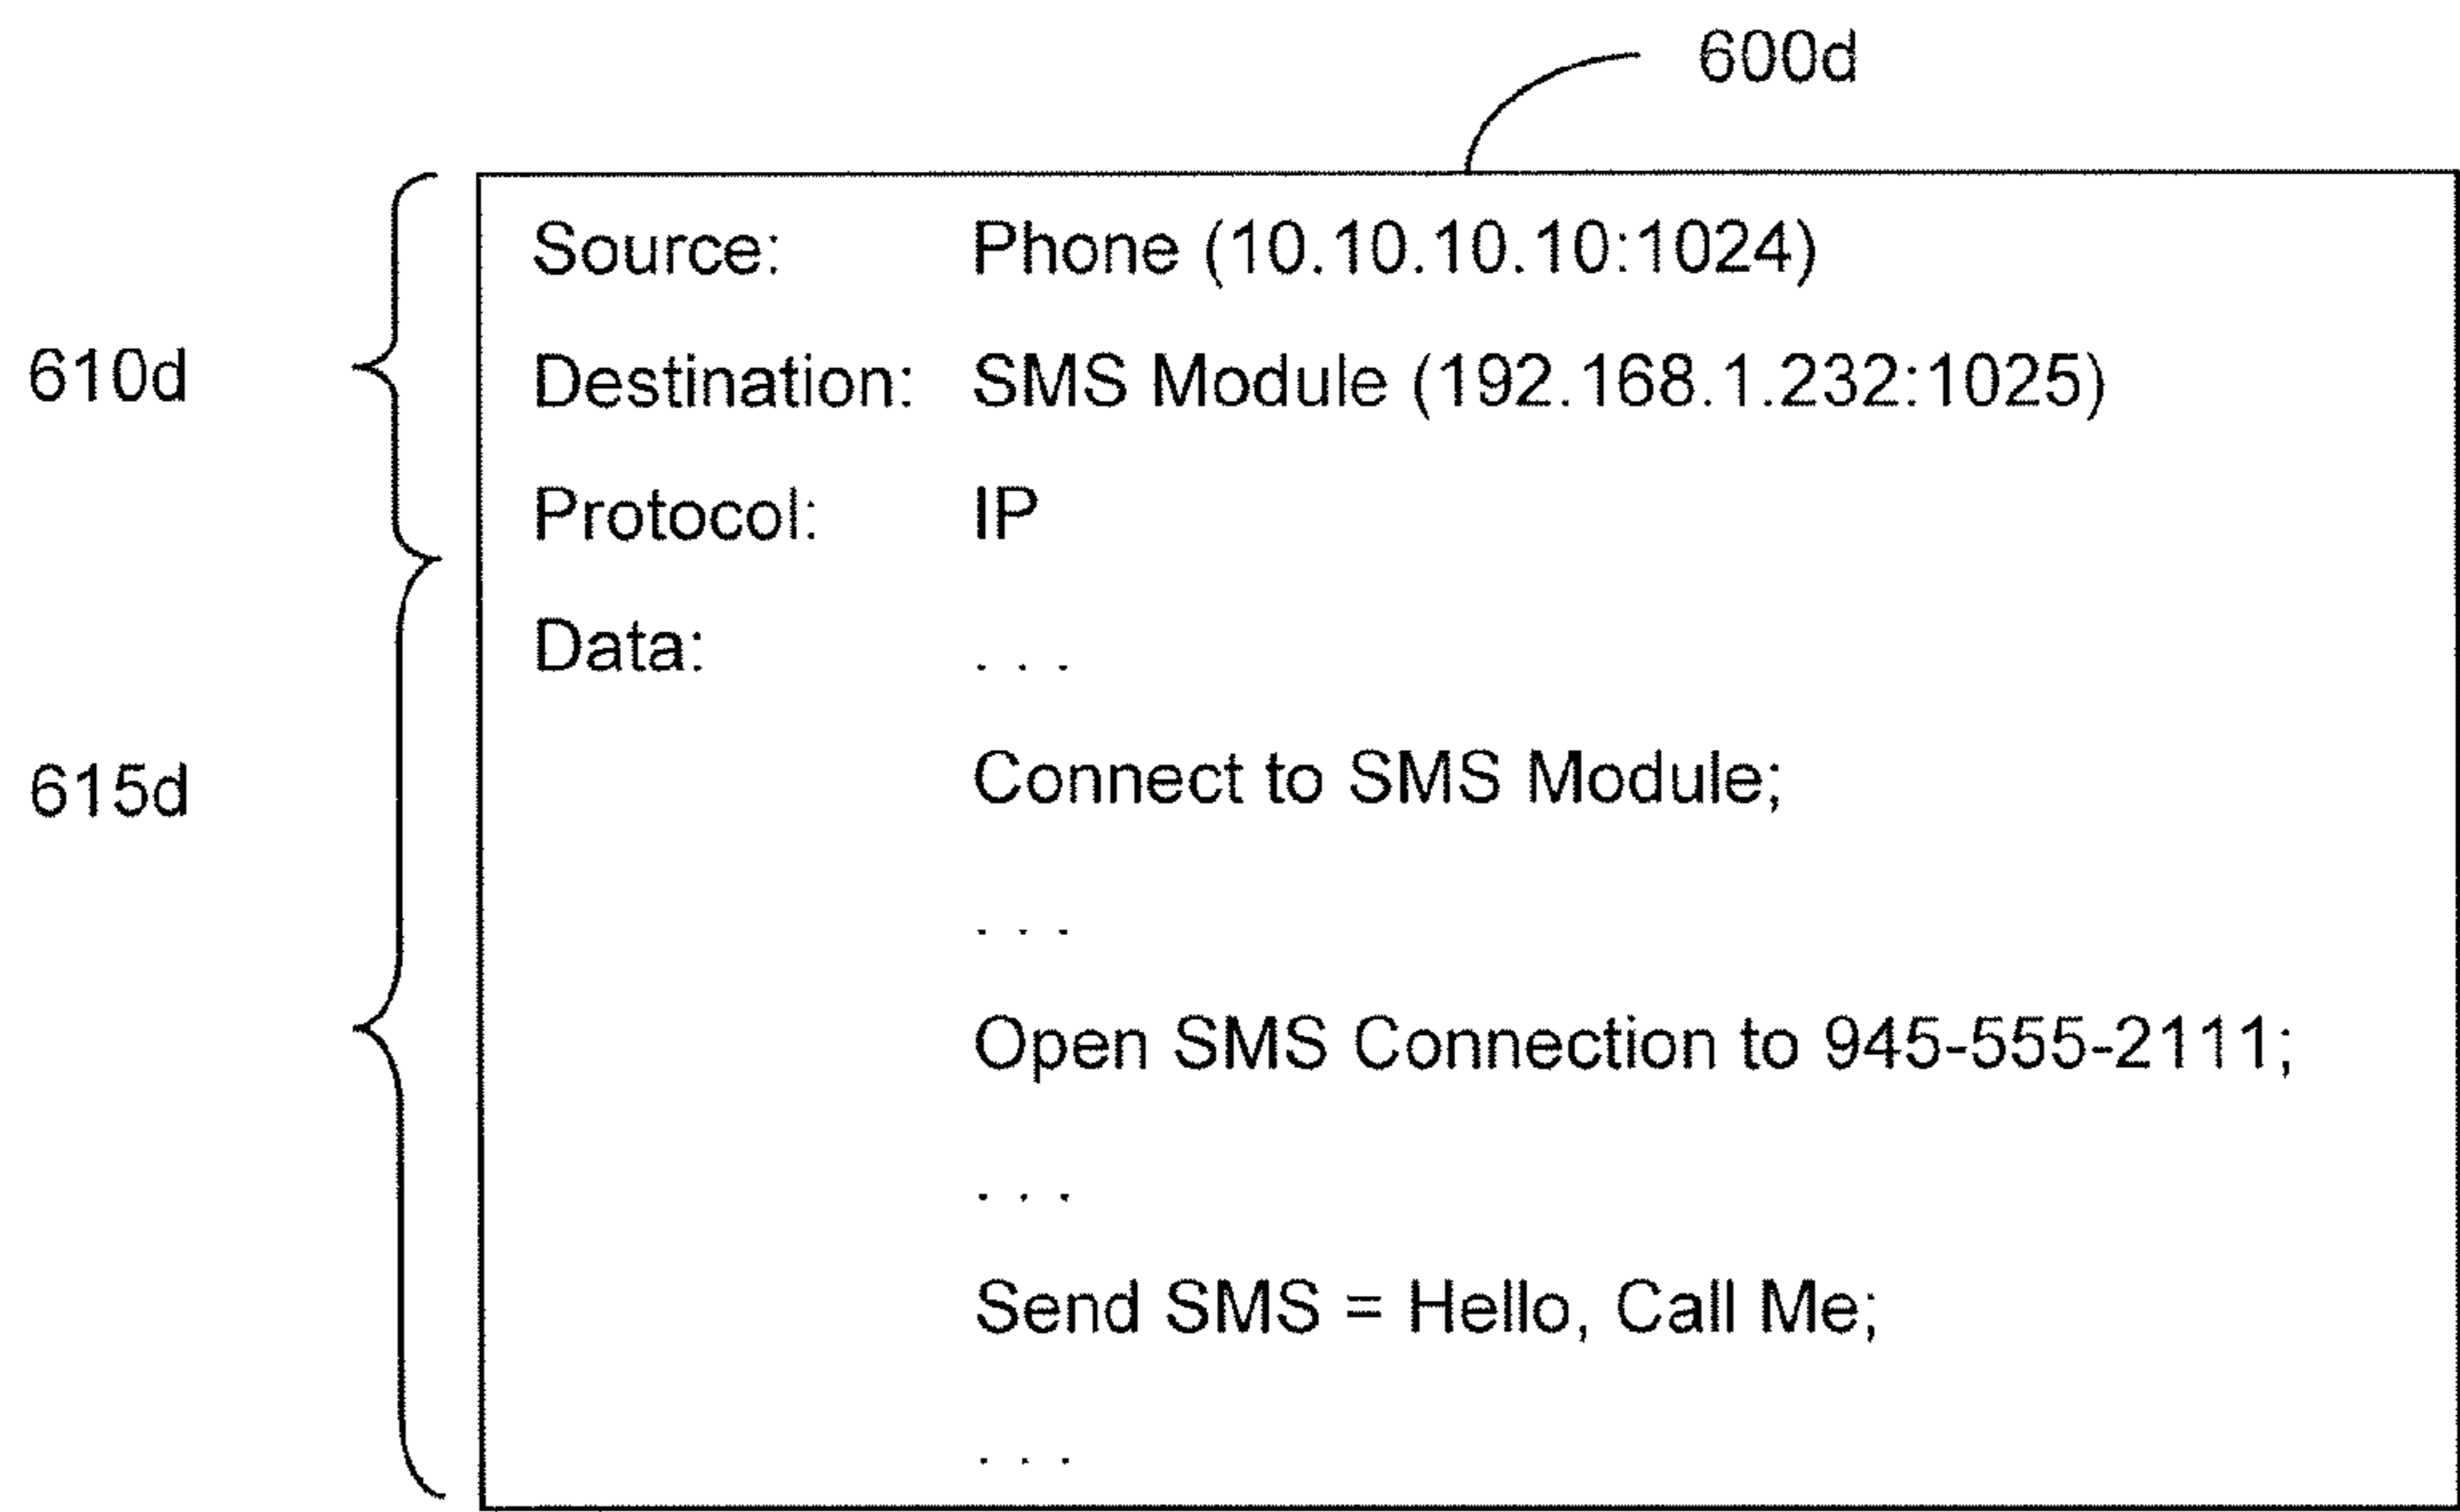 600d
Source: Phone (10.10.10.10:1024)
610d
Destination: SMS Module (192.168.1.232:1025)
Protocol: IP
Data: . . .
615d
Connect to SMS Module;
. . .
Open SMS Connection to 945-555-2111;
. . .
Send SMS = Hello, Call Me;
. . .